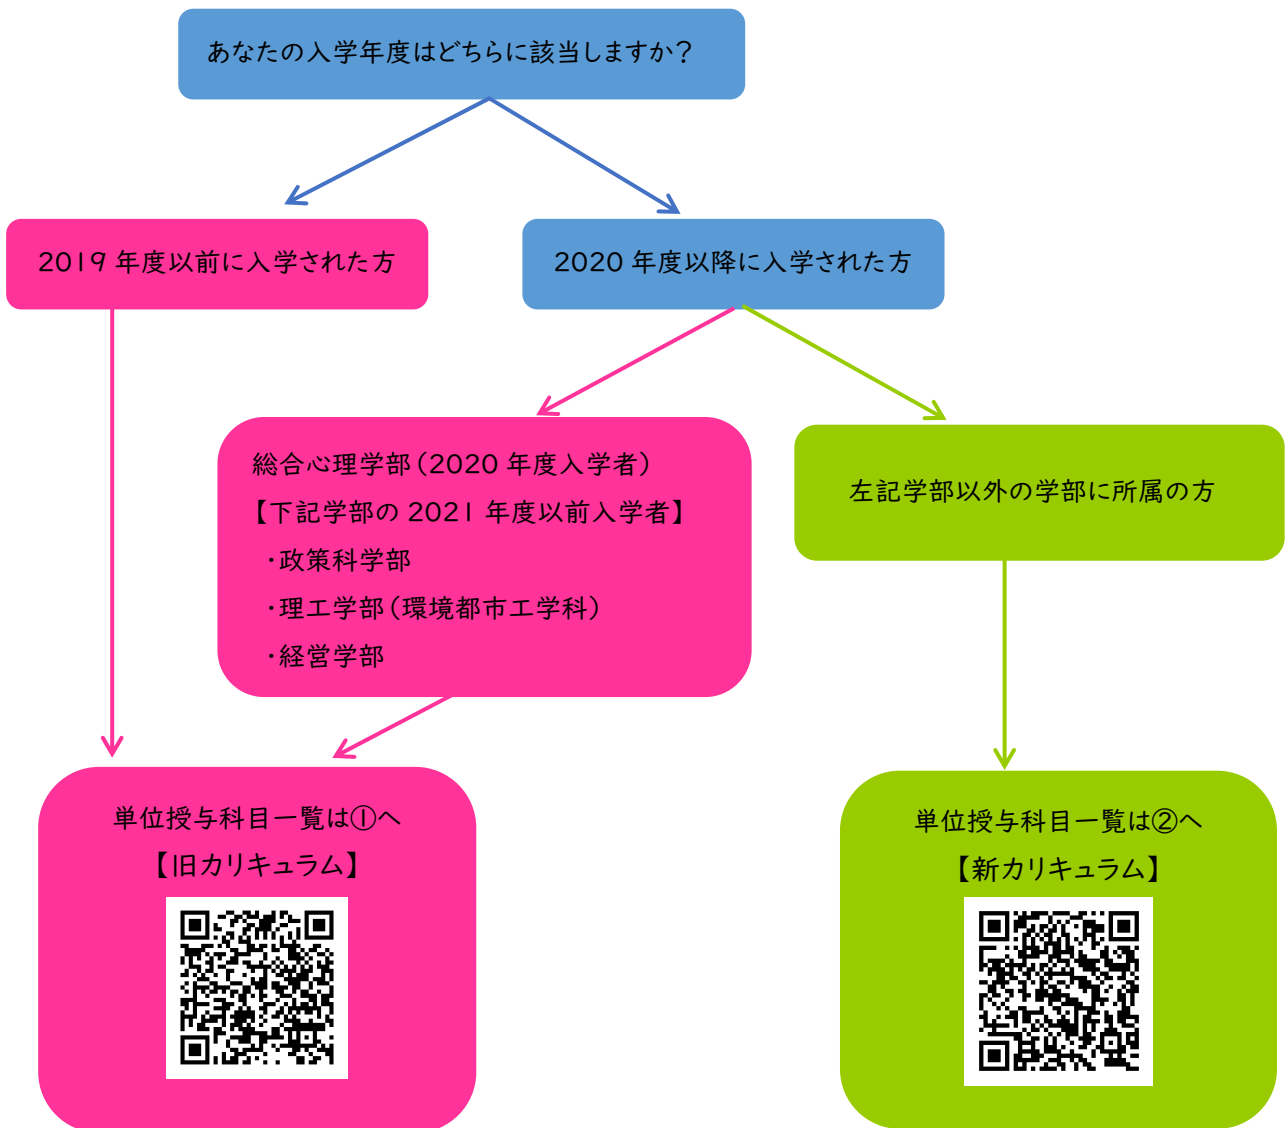 あなたの入学年度はどちらに該当しますか?
2019 年度以前に入学された方
2020 年度以降に入学された方
総合心理学部(2020 年度入学者)
【下記学部の 2021 年度以前入学者】
・政策科学部
・理工学部(環境都市工学科)
・経営学部
左記学部以外の学部に所属の方
単位授与科目一覧は①へ
【旧カリキュラム】
単位授与科目一覧は②へ
【新カリキュラム】